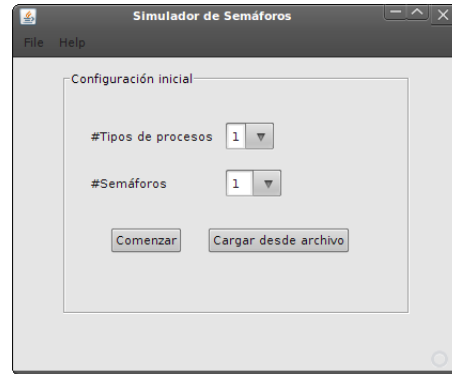 Simulador de Semáforos
File Help
Configuración inicial
#Tipos de procesos 1
#Semáforos 1
Comenzar Cargar desde archivo